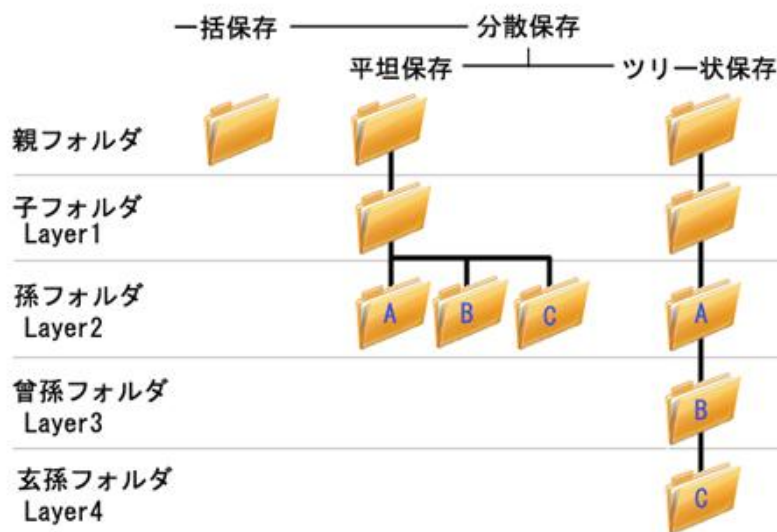 一括保存
分散保存
平坦保存
ツリー状保存
親フォルダ
子フォルダ
Layer1
孫フォルダ
Layer2
A
B
C
A
曾孫フォルダ
Layer3
B
玄孫フォルダ
Layer4
C